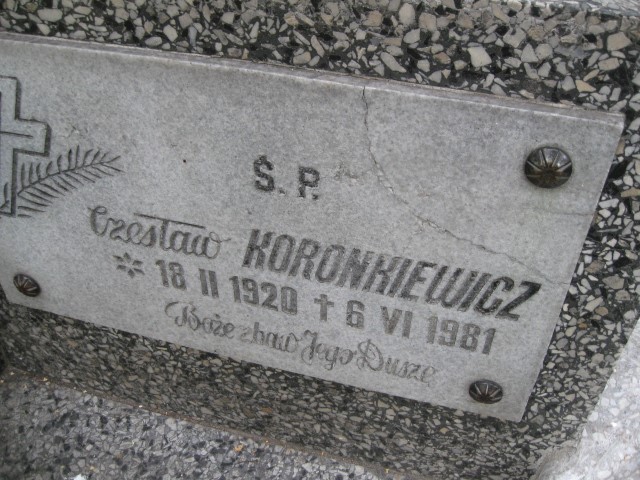 Ś. P.
Czesław KORONKIEWICZ
* 18 II 1920 † 6 VI 1981
Boże zbaw Jego Duszę